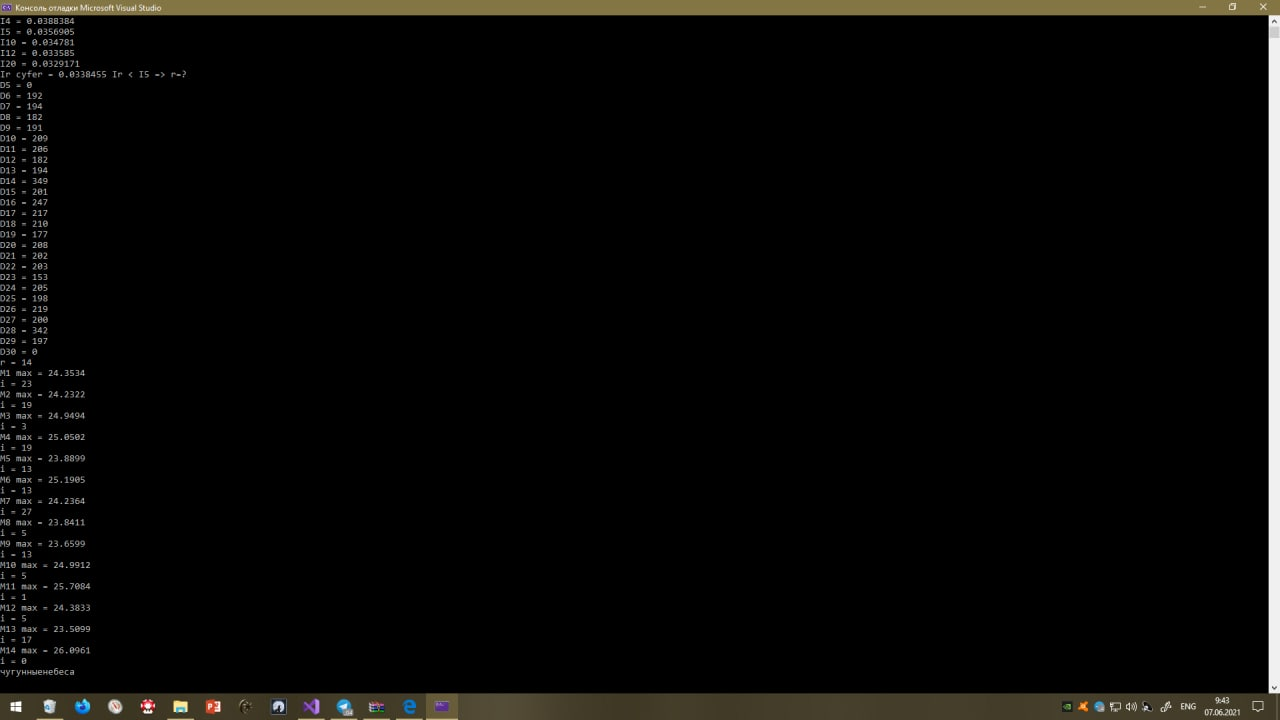 Консоль отладки Microsoft Visual Studio
I4 = 0.0388384
I5 = 0.0356905
I10 = 0.034781
I12 = 0.033585
I20 = 0.0329171
Ir cyfer = 0.0338455 Ir < I5 => r=?
D5 = 0
D6 = 192
D7 = 194
D8 = 182
D9 = 191
D10 = 209
D11 = 206
D12 = 182
D13 = 194
D14 = 349
D15 = 201
D16 = 247
D17 = 217
D18 = 210
D19 = 177
D20 = 208
D21 = 202
D22 = 203
D23 = 153
D24 = 205
D25 = 198
D26 = 219
D27 = 200
D28 = 342
D29 = 197
D30 = 0
r = 14
M1 max = 24.3534
i = 23
M2 max = 24.2322
i = 19
M3 max = 24.9494
i = 3
M4 max = 25.0502
i = 19
M5 max = 23.8899
i = 13
M6 max = 25.1905
i = 13
M7 max = 24.2364
i = 27
M8 max = 23.8411
i = 5
M9 max = 23.6599
i = 13
M10 max = 24.9912
i = 5
M11 max = 25.7084
i = 1
M12 max = 24.3833
i = 5
M13 max = 23.5099
i = 17
M14 max = 26.0961
i = 0
чугунныенебеса
ENG
9:43
07.06.2021